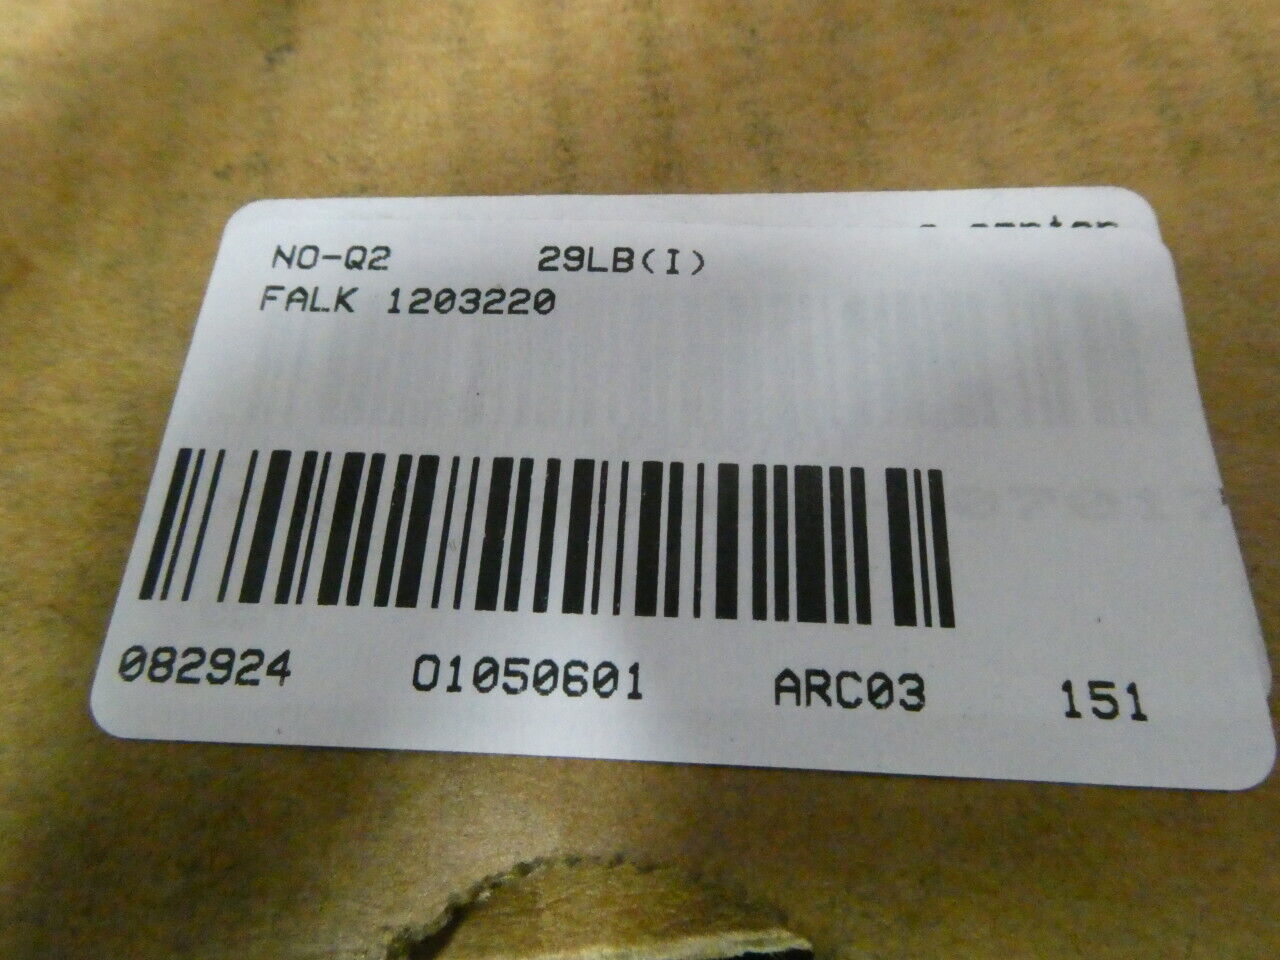 NO-Q2 29LB(I)
FALK 1203220
082924 01050601 ARC03 151